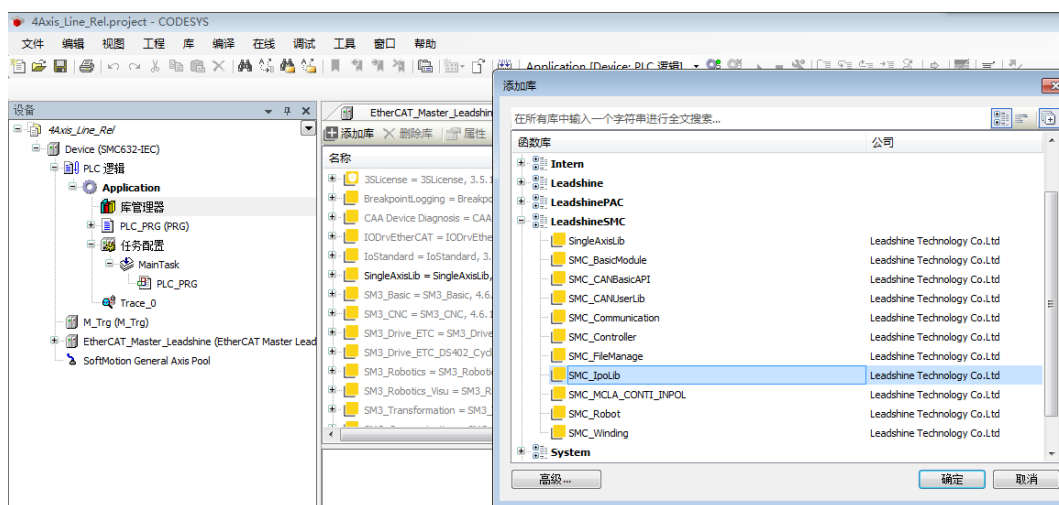 4Axis_Line_Rel.project - CODESYS
文件 编辑 视图 工程 库 编译 在线 调试 工具 窗口 帮助
Application [Device: PLC 逻辑]
设备
4Axis_Line_Rel
Device (SMC632-IEC)
PLC 逻辑
Application
库管理器
PLC_PRG (PRG)
任务配置
MainTask
PLC_PRG
Trace_0
M_Trg (M_Trg)
EtherCAT_Master_Leadshine (EtherCAT Master Lead
SoftMotion General Axis Pool
EtherCAT_Master_Leadshin
添加库 删除库 属性
名称
3SLicense = 3SLicense, 3.5.1
BreakpointLogging = Breakpo
CAA Device Diagnosis = CAA
IODrvEtherCAT = IODrvEthe
IoStandard = IoStandard, 3.
SingleAxisLib = SingleAxisLib,
SM3_Basic = SM3_Basic, 4.6.
SM3_CNC = SM3_CNC, 4.6.1
SM3_Drive_ETC = SM3_Drive
SM3_Drive_ETC_DS402_Cycl
SM3_Robotics = SM3_Roboti
SM3_Robotics_Visu = SM3_R
SM3_Transformation = SM3_
添加库
在所有库中输入一个字符串进行全文搜索...
函数库 公司
Intern
Leadshine
LeadshinePAC
LeadshineSMC
SingleAxisLib Leadshine Technology Co.Ltd
SMC_BasicModule Leadshine Technology Co.Ltd
SMC_CANBasicAPI Leadshine Technology Co.Ltd
SMC_CANUserLib Leadshine Technology Co.Ltd
SMC_Communication Leadshine Technology Co.Ltd
SMC_Controller Leadshine Technology Co.Ltd
SMC_FileManage Leadshine Technology Co.Ltd
SMC_IpoLib Leadshine Technology Co.Ltd
SMC_MCLA_CONTI_INPOL Leadshine Technology Co.Ltd
SMC_Robot Leadshine Technology Co.Ltd
SMC_Winding Leadshine Technology Co.Ltd
System
高级... 确定 取消